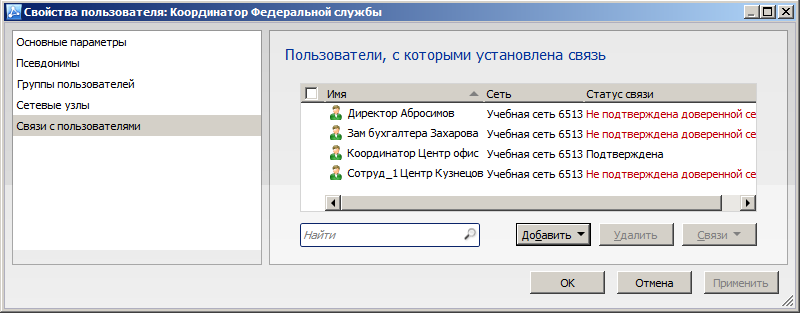 Свойства пользователя: Координатор Федеральной службы
Основные параметры
Псевдонимы
Группы пользователей
Сетевые узлы
Связи с пользователями
Пользователи, с которыми установлена связь
Имя Сеть Статус связи
Директор Абросимов Учебная сеть 6513 Не подтверждена доверенной се
Зам бухгалтера Захарова Учебная сеть 6513 Не подтверждена доверенной се
Координатор Центр офис Учебная сеть 6513 Подтверждена
Сотруд_1 Центр Кузнецов Учебная сеть 6513 Не подтверждена доверенной се
Найти Добавить Удалить Связи
OK Отмена Применить